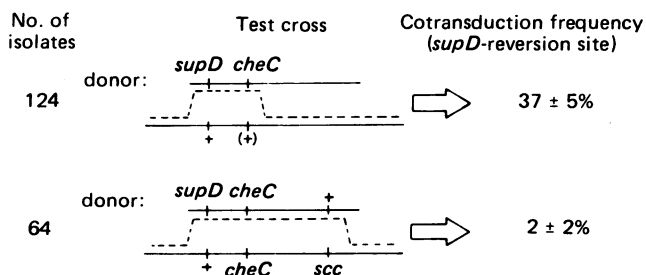 No. of isolates Test cross Cotransduction frequency (supD-reversion site)
donor: supD cheC
124 37 ± 5%
+ (+)
donor: supD cheC +
64 2 ± 2%
+ cheC scc